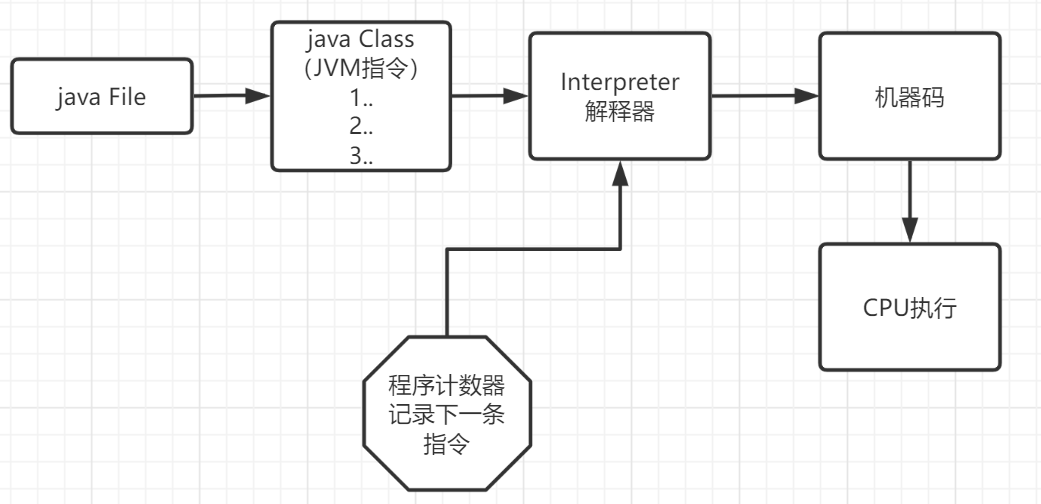 java File
java Class
（JVM指令）
1..
2..
3..
Interpreter
解释器
机器码
CPU执行
程序计数器
记录下一条
指令